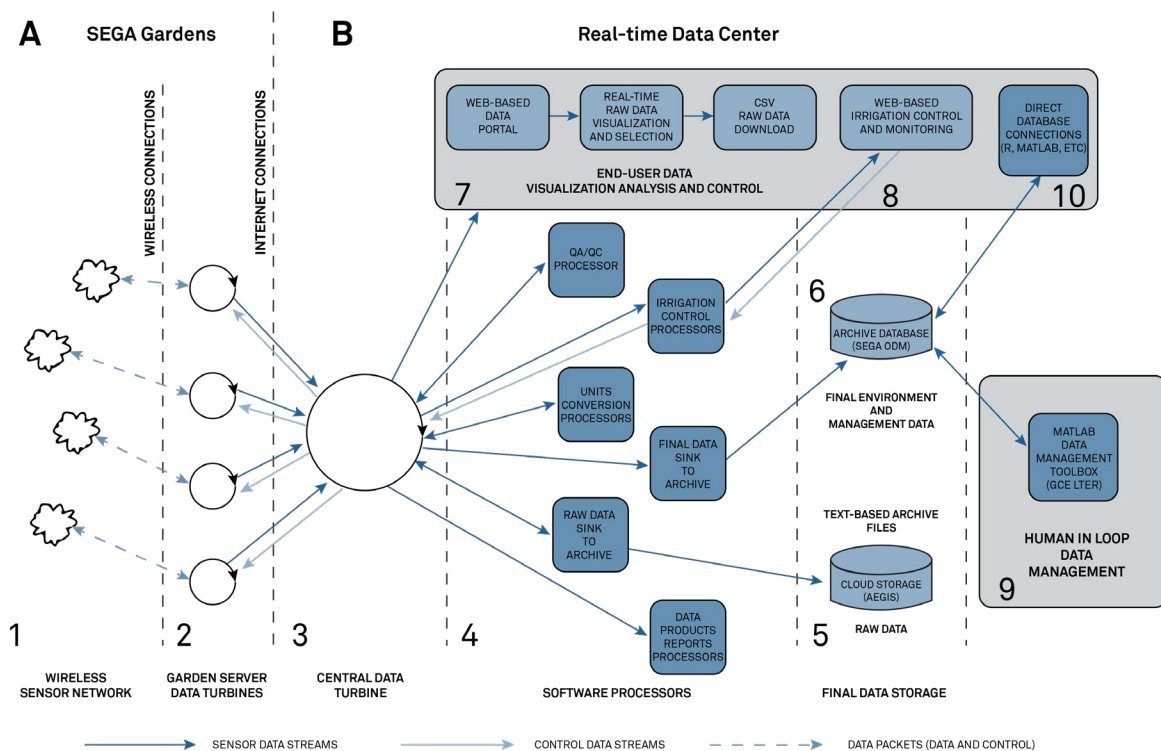 A
SEGA Gardens
B
Real-time Data Center
WIRELESS CONNECTIONS
INTERNET CONNECTIONS
WEB-BASED
DATA
PORTAL
REAL-TIME
RAW DATA
VISUALIZATION
AND SELECTION
CSV
RAW DATA
DOWNLOAD
WEB-BASED
IRRIGATION CONTROL
AND MONITORING
DIRECT
DATABASE
CONNECTIONS
(R, MATLAB, ETC)
END-USER DATA
VISUALIZATION ANALYSIS AND CONTROL
7
8
10
QA/QC
PROCESSOR
IRRIGATION
CONTROL
PROCESSORS
UNITS
CONVERSION
PROCESSORS
FINAL DATA
SINK
TO
ARCHIVE
RAW DATA
SINK
TO
ARCHIVE
DATA
PRODUCTS
REPORTS
PROCESSORS
6
ARCHIVE DATABASE
(SEGA ODM)
FINAL ENVIRONMENT
AND
MANAGEMENT DATA
TEXT-BASED ARCHIVE
FILES
CLOUD STORAGE
(AEGIS)
RAW DATA
MATLAB
DATA
MANAGEMENT
TOOLBOX
(GCE LTER)
HUMAN IN LOOP
DATA
MANAGEMENT
9
1
2
3
4
5
WIRELESS
SENSOR NETWORK
GARDEN SERVER
DATA TURBINES
CENTRAL DATA
TURBINE
SOFTWARE PROCESSORS
FINAL DATA STORAGE
SENSOR DATA STREAMS
CONTROL DATA STREAMS
DATA PACKETS (DATA AND CONTROL)